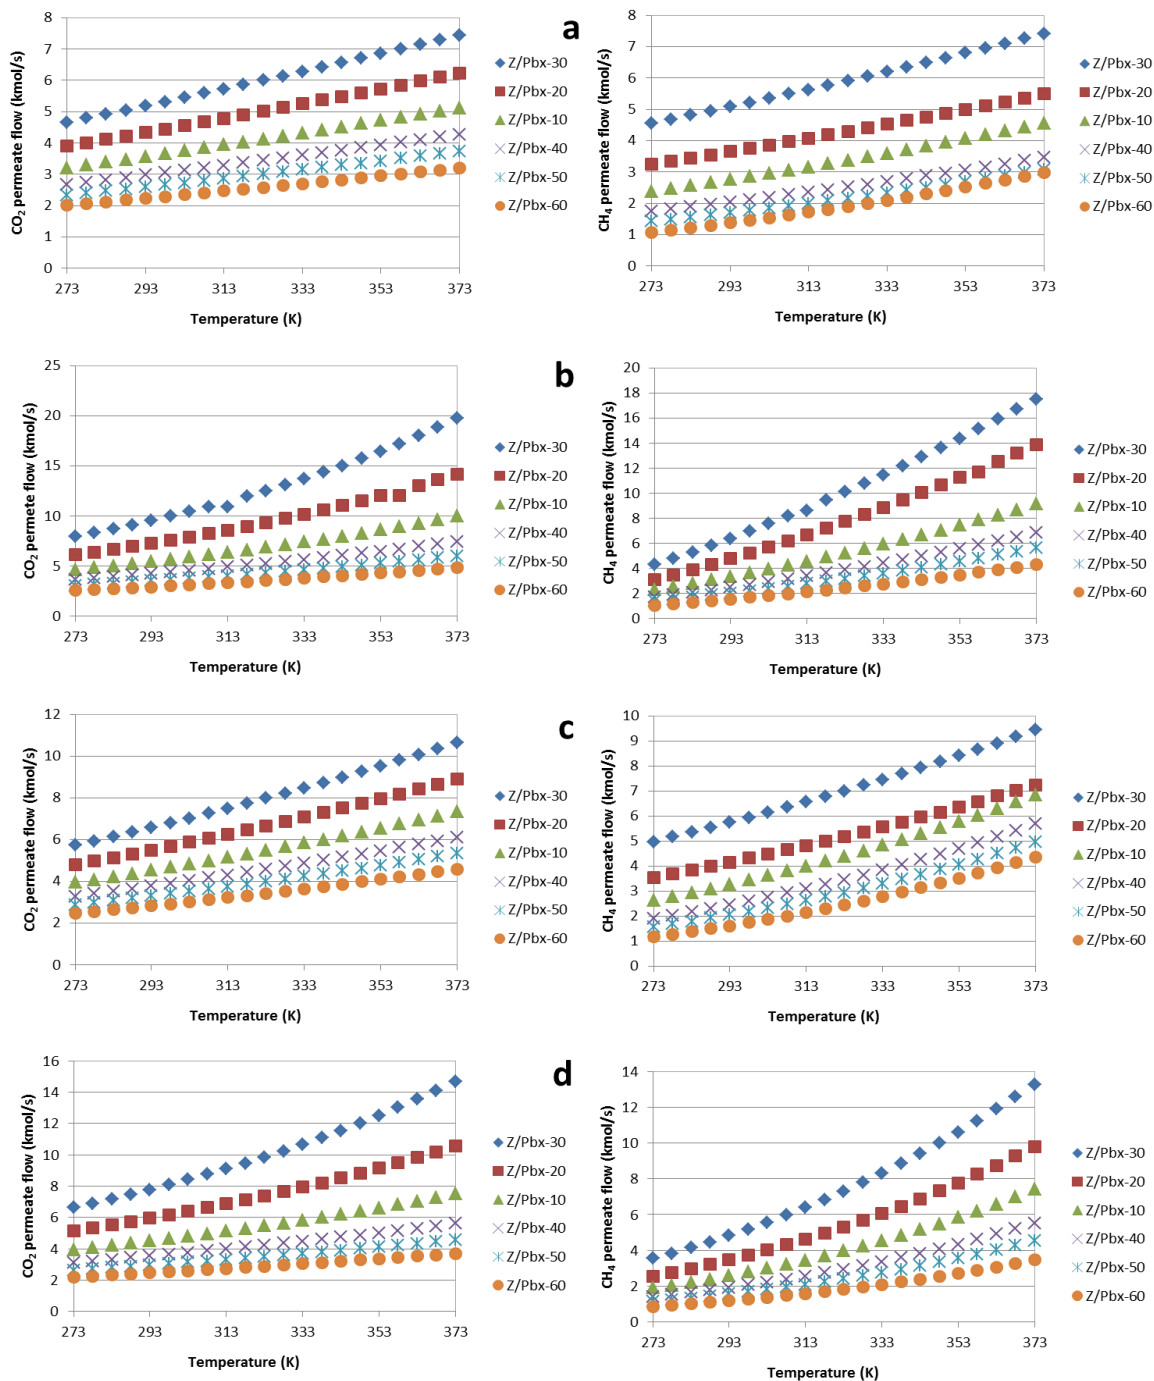 a
CO2 permeate flow (kmol/s)
8
7
6
5
4
3
2
1
0
273 293 313 333 353 373
Temperature (K)
Z/Pbx-30
Z/Pbx-20
Z/Pbx-10
Z/Pbx-40
Z/Pbx-50
Z/Pbx-60
CH4 permeate flow (kmol/s)
8
7
6
5
4
3
2
1
0
273 293 313 333 353 373
Temperature (K)
Z/Pbx-30
Z/Pbx-20
Z/Pbx-10
Z/Pbx-40
Z/Pbx-50
Z/Pbx-60
b
CO2 permete flow (kmol/s)
25
20
15
10
5
0
273 293 313 333 353 373
Temperature (K)
Z/Pbx-30
Z/Pbx-20
Z/Pbx-10
Z/Pbx-40
Z/Pbx-50
Z/Pbx-60
CH4 permeate flow (kmol/s)
20
18
16
14
12
10
8
6
4
2
0
273 293 313 333 353 373
Temperature (K)
Z/Pbx-30
Z/Pbx-20
Z/Pbx-10
Z/Pbx-40
Z/Pbx-50
Z/Pbx-60
c
CO2 permeate flow (kmol/s)
12
10
8
6
4
2
0
273 293 313 333 353 373
Temperature (K)
Z/Pbx-30
Z/Pbx-20
Z/Pbx-10
Z/Pbx-40
Z/Pbx-50
Z/Pbx-60
CH4 permeate flow (kmol/s)
10
9
8
7
6
5
4
3
2
1
0
273 293 313 333 353 373
Temperature (K)
Z/Pbx-30
Z/Pbx-20
Z/Pbx-10
Z/Pbx-40
Z/Pbx-50
Z/Pbx-60
d
CO2 permeate flow (kmol/s)
16
14
12
10
8
6
4
2
0
273 293 313 333 353 373
Temperature (K)
Z/Pbx-30
Z/Pbx-20
Z/Pbx-10
Z/Pbx-40
Z/Pbx-50
Z/Pbx-60
CH4 permeate flow (kmol/s)
14
12
10
8
6
4
2
0
273 293 313 333 353 373
Temperature (K)
Z/Pbx-30
Z/Pbx-20
Z/Pbx-10
Z/Pbx-40
Z/Pbx-50
Z/Pbx-60